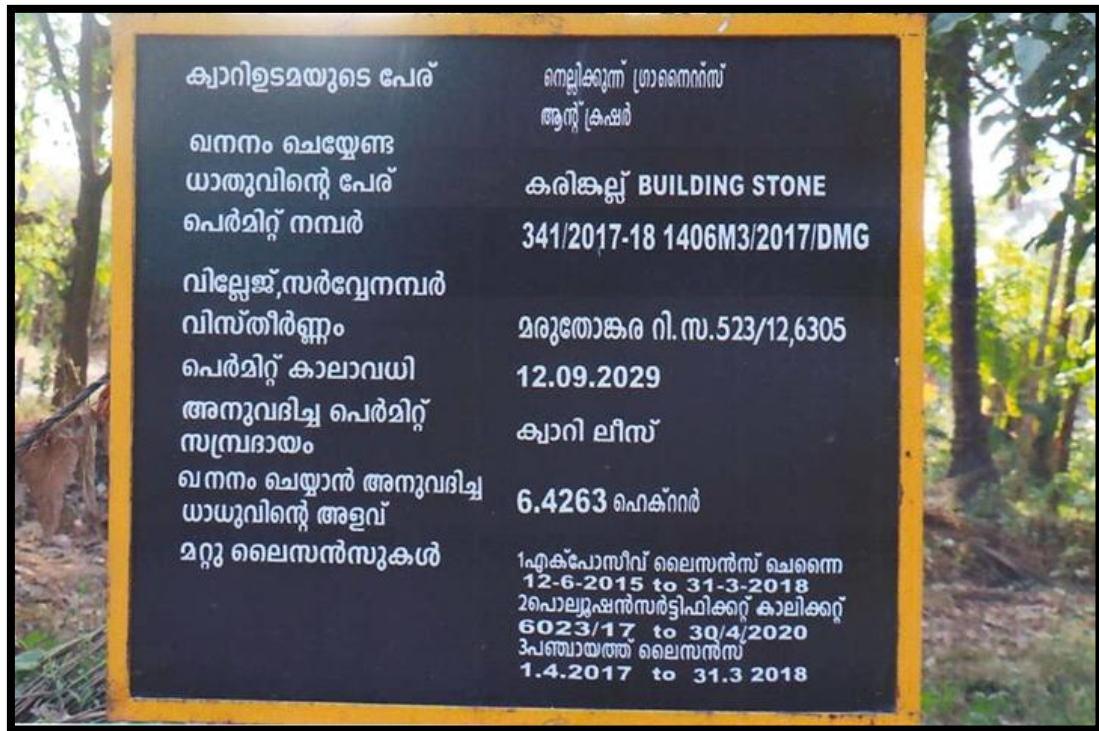 ക്വാറിഉടമയുടെ പേര് നെല്ലിക്കുന്ന് ഗ്രാനൈറ്റ്സ്
ആന്റ് ക്രഷർ
ഖനനം ചെയ്യേണ്ട
ധാതുവിന്റെ പേര് കരിങ്കല്ല് BUILDING STONE
പെർമിറ്റ് നമ്പർ 341/2017-18 1406M3/2017/DMG
വില്ലേജ്,സർവ്വേനമ്പർ
വിസ്തീർണ്ണം മരുതോങ്കര റി.സ.523/12,6305
പെർമിറ്റ് കാലാവധി 12.09.2029
അനുവദിച്ച പെർമിറ്റ്
സമ്പ്രദായം ക്വാറി ലീസ്
ഖനനം ചെയ്യാൻ അനുവദിച്ച
ധാധുവിന്റെ അളവ് 6.4263 ഹെക്ററർ
മറ്റു ലൈസൻസുകൾ 1എക്പോസീവ് ലൈസൻസ് ചെന്നൈ
12-6-2015 to 31-3-2018
2പൊല്യൂഷൻസർട്ടിഫിക്കറ്റ് കാലിക്കറ്റ്
6023/17 to 30/4/2020
3പഞ്ചായത്ത് ലൈസൻസ്
1.4.2017 to 31.3 2018